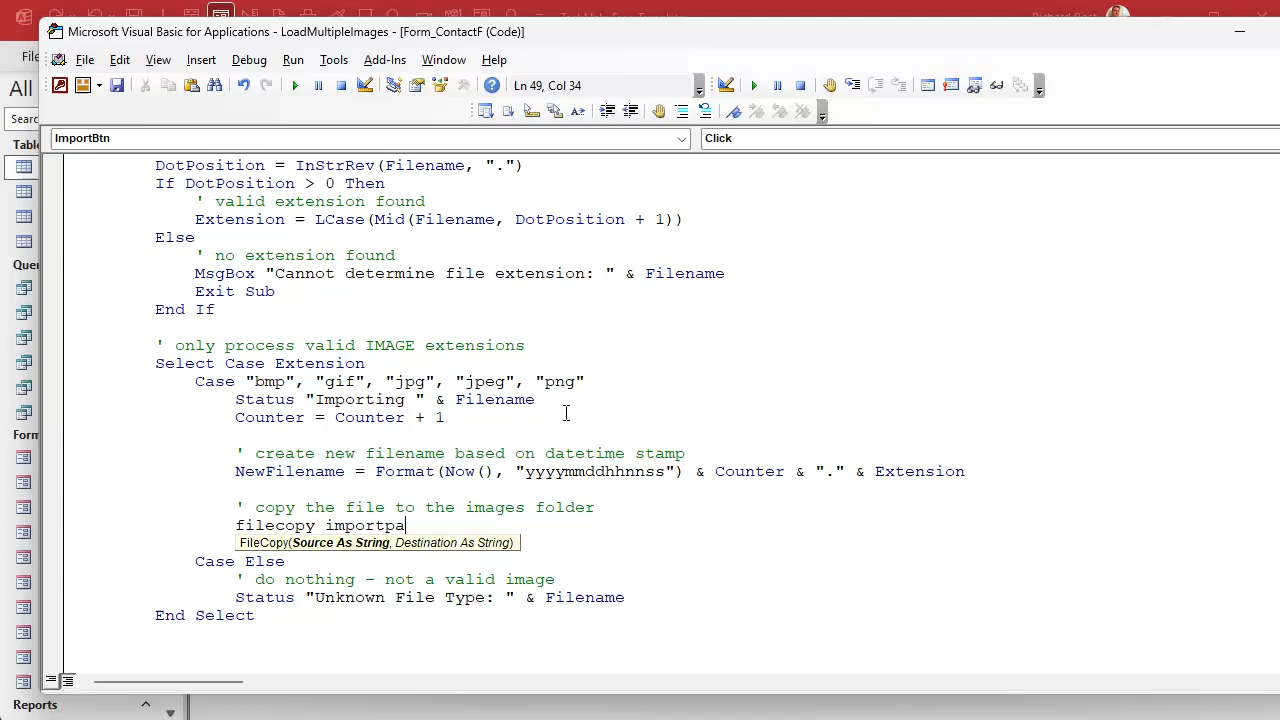 Microsoft Visual Basic for Applications - LoadMultipleImages - [Form_ContactF (Code)]
File Edit View Insert Debug Run Tools Add-Ins Window Help
Ln 49, Col 34
ImportBtn
Click
DotPosition = InStrRev(Filename, ".")
If DotPosition > 0 Then
' valid extension found
Extension = LCase(Mid(Filename, DotPosition + 1))
Else
' no extension found
MsgBox "Cannot determine file extension: " & Filename
Exit Sub
End If
' only process valid IMAGE extensions
Select Case Extension
Case "bmp", "gif", "jpg", "jpeg", "png"
Status "Importing " & Filename
Counter = Counter + 1
' create new filename based on datetime stamp
NewFilename = Format(Now(), "yyyymmddhhnnss") & Counter & "." & Extension
' copy the file to the images folder
filecopy importpa
FileCopy(Source As String, Destination As String)
Case Else
' do nothing - not a valid image
Status "Unknown File Type: " & Filename
End Select
All
Reports